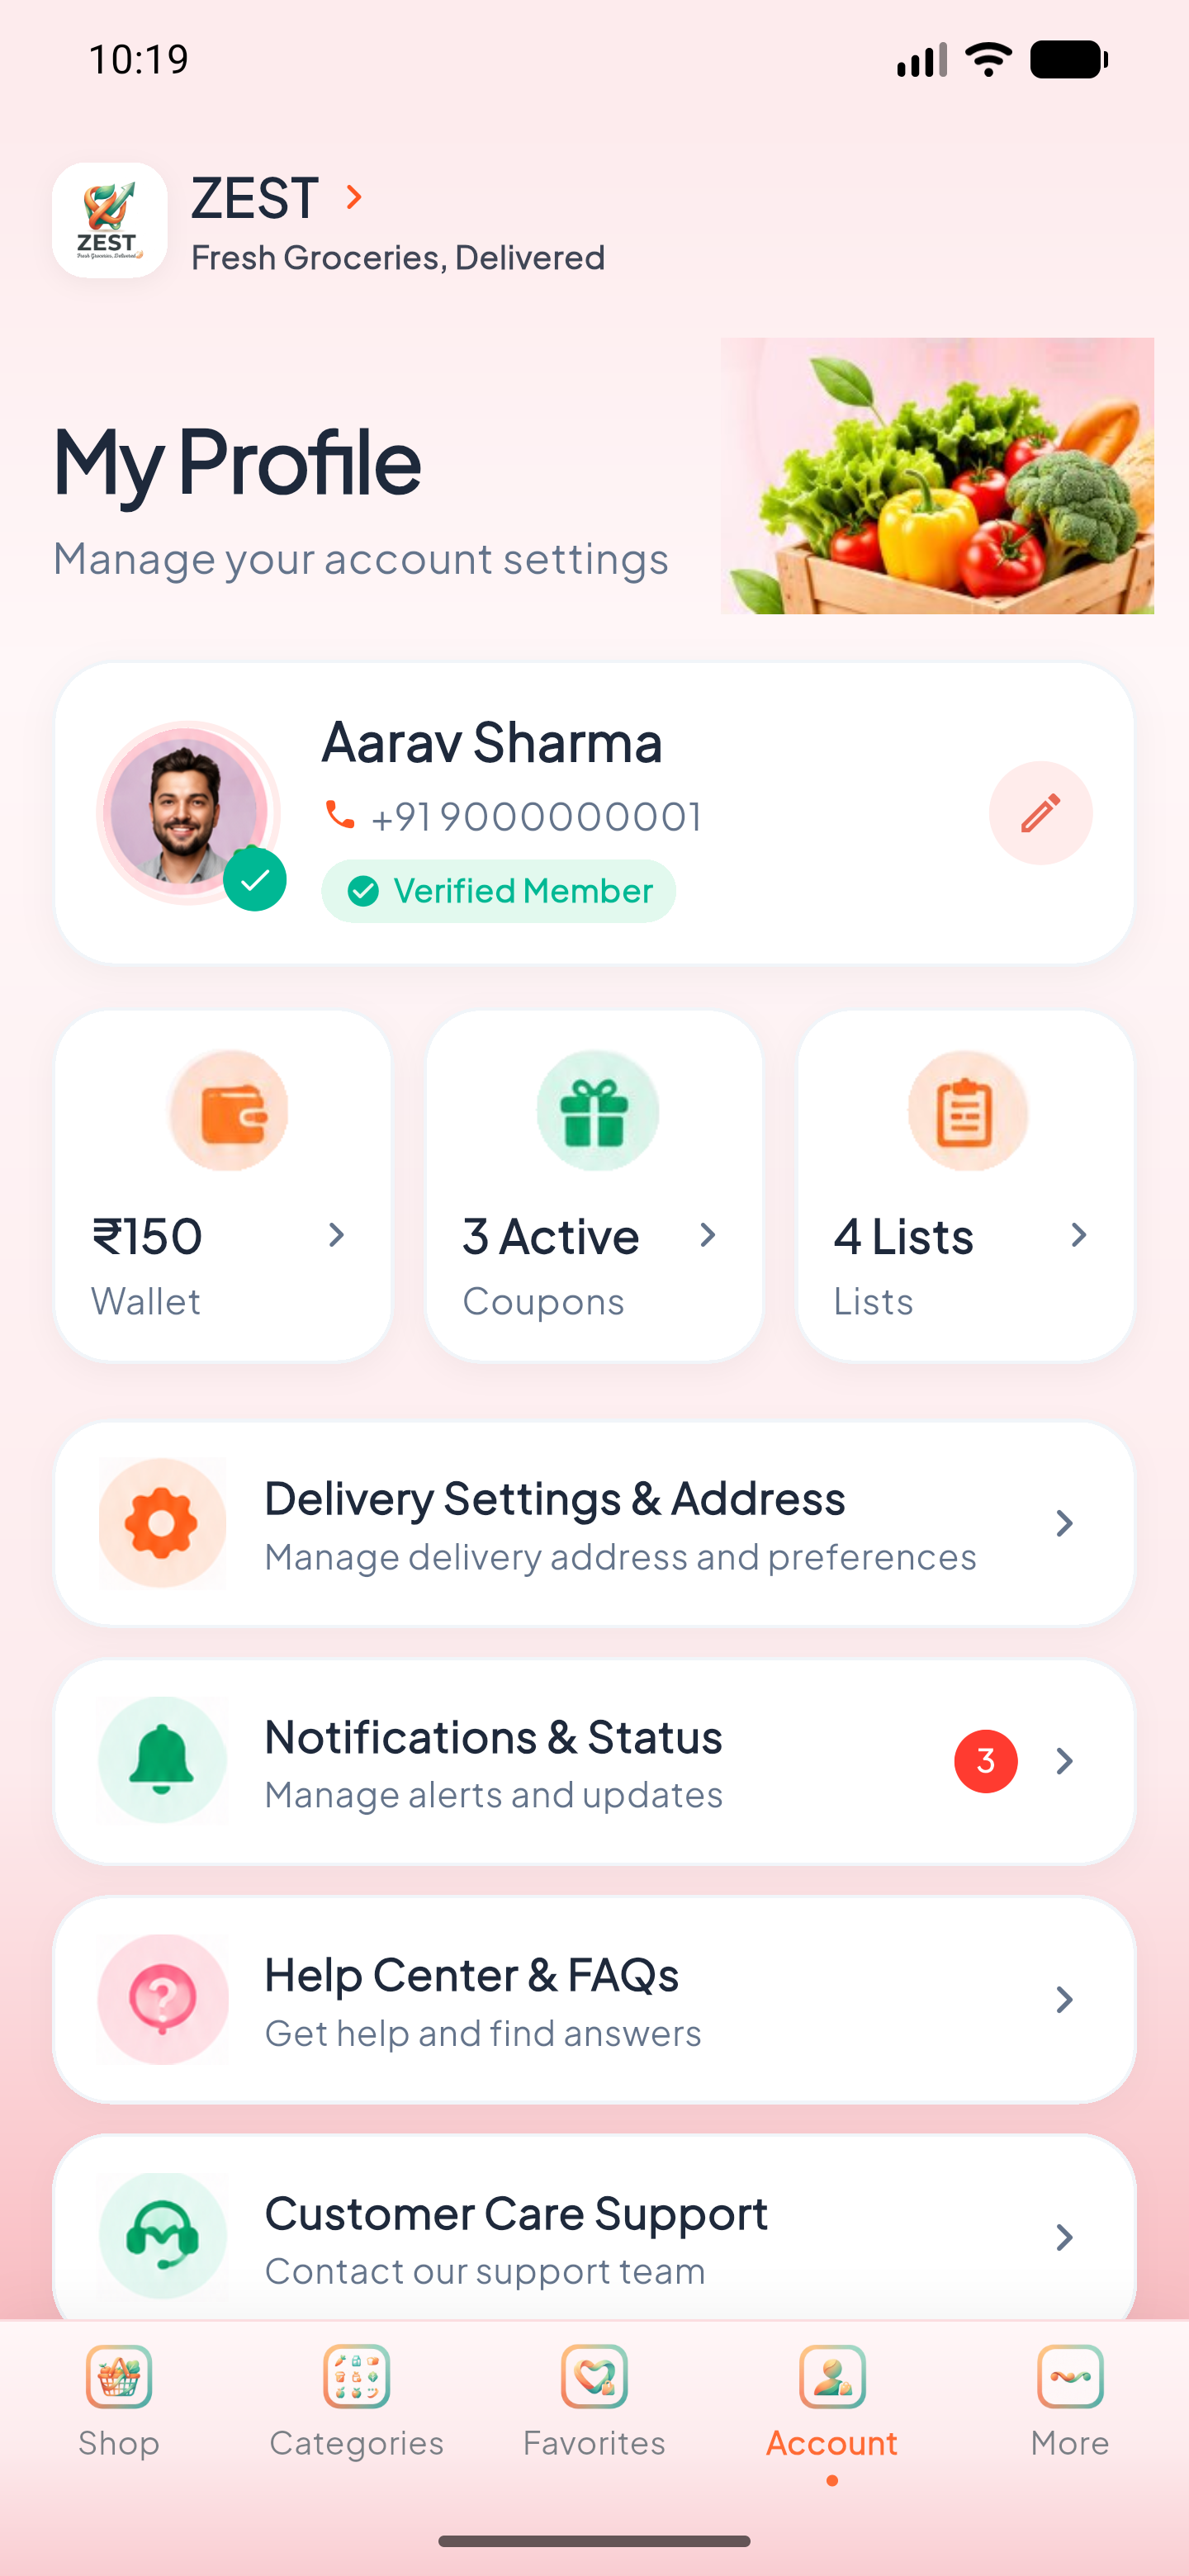 10:19
ZEST
Fresh Groceries, Delivered
ZEST
Fresh Groceries, Delivered
My Profile
Manage your account settings
Aarav Sharma
+91 9000000001
Verified Member
₹150
Wallet
3 Active
Coupons
4 Lists
Lists
Delivery Settings & Address
Manage delivery address and preferences
Notifications & Status
Manage alerts and updates
3
Help Center & FAQs
Get help and find answers
Customer Care Support
Contact our support team
Shop
Categories
Favorites
Account
More